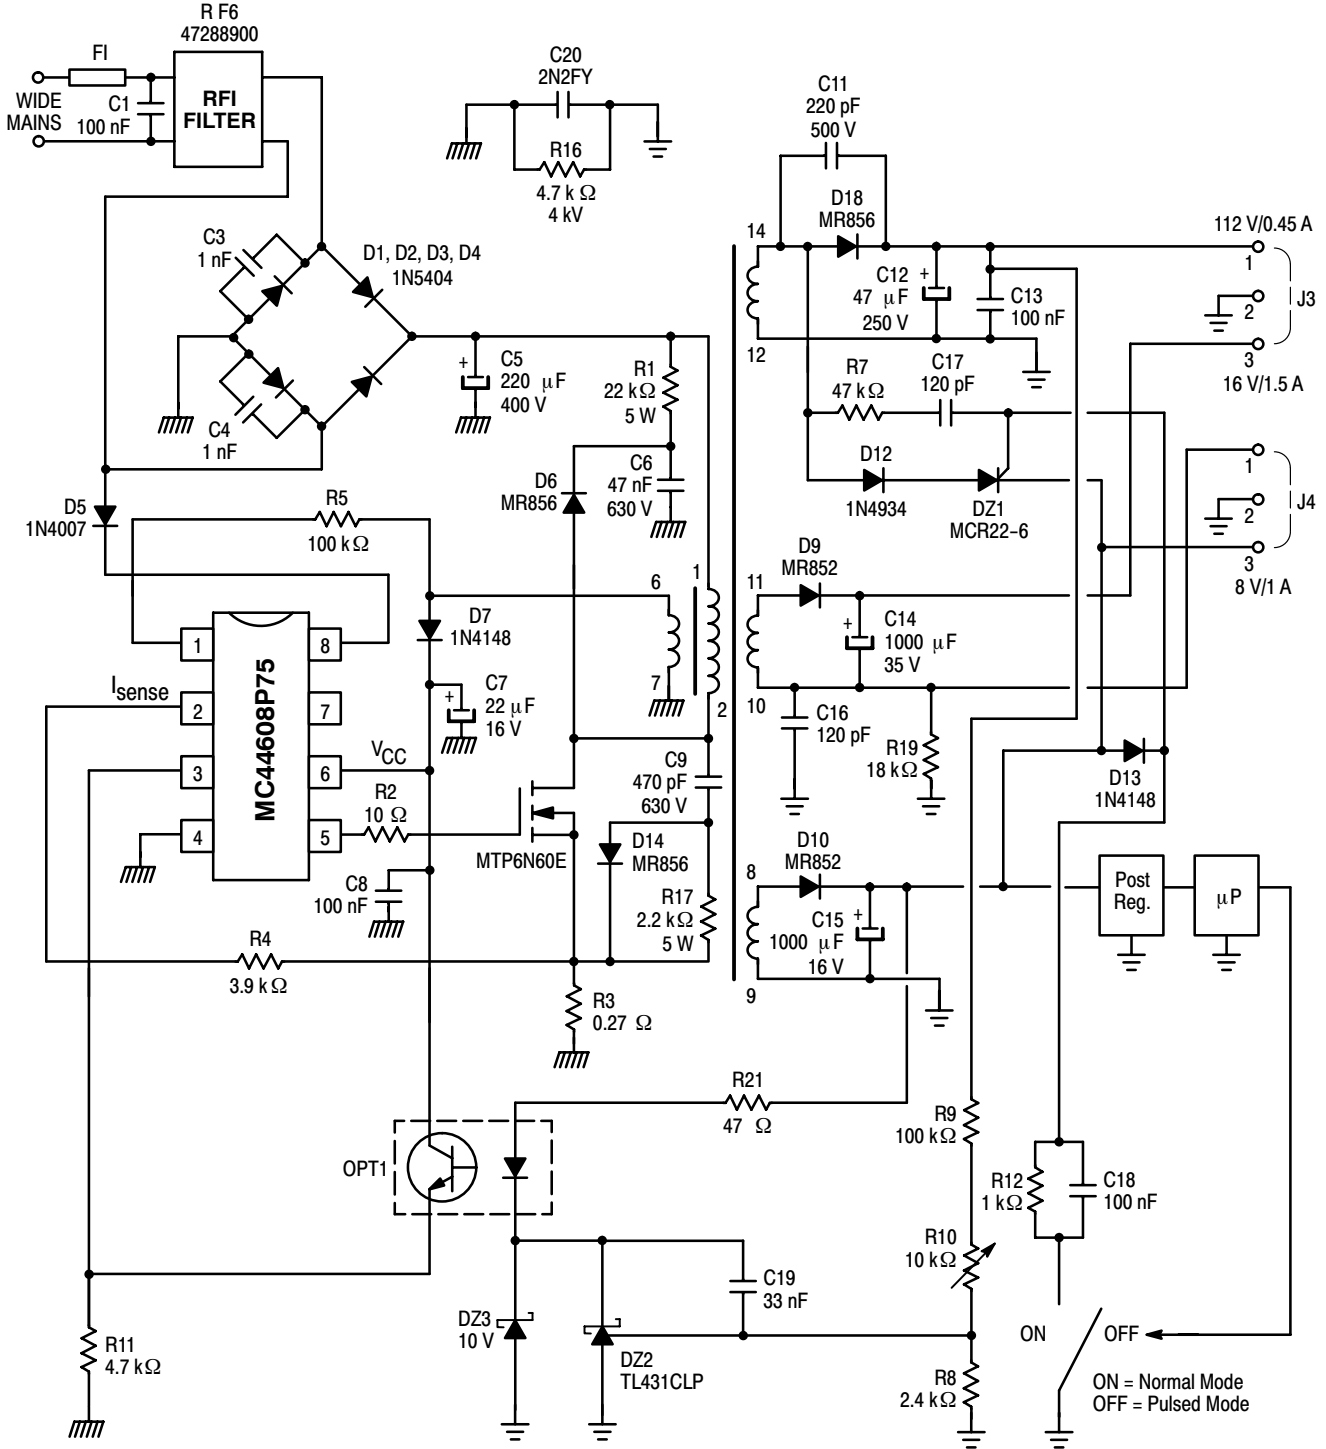 R F6
47288900
FI
WIDE
MAINS
C1
100 nF
RFI
FILTER
C20
2N2FY
R16
4.7 k Ω
4 kV
C11
220 pF
500 V
D18
MR856
14
12
112 V/0.45 A
1
2
3
J3
16 V/1.5 A
C12
47 µF
250 V
+
C13
100 nF
C3
1 nF
D1, D2, D3, D4
1N5404
C4
1 nF
+
C5
220 µF
400 V
R1
22 kΩ
5 W
R7
47 kΩ
C17
120 pF
D12
1N4934
DZ1
MCR22-6
1
2
3
J4
8 V/1 A
D5
1N4007
R5
100 kΩ
D6
MR856
C6
47 nF
630 V
D9
MR852
11
10
6
7
1
2
D7
1N4148
+
C14
1000 µF
35 V
MC44608P75
1
2
3
4
8
7
6
5
Isense
VCC
+
C7
22 µF
16 V
R2
10 Ω
MTP6N60E
C9
470 pF
630 V
C16
120 pF
R19
18 kΩ
D13
1N4148
D14
MR856
R17
2.2 kΩ
5 W
C8
100 nF
D10
MR852
8
9
+
C15
1000 µF
16 V
Post
Reg.
µP
R4
3.9 kΩ
R3
0.27 Ω
R21
47 Ω
OPT1
R9
100 kΩ
R12
1 kΩ
C18
100 nF
R10
10 kΩ
C19
33 nF
DZ3
10 V
DZ2
TL431CLP
R11
4.7 kΩ
R8
2.4 kΩ
ON
OFF
ON = Normal Mode
OFF = Pulsed Mode